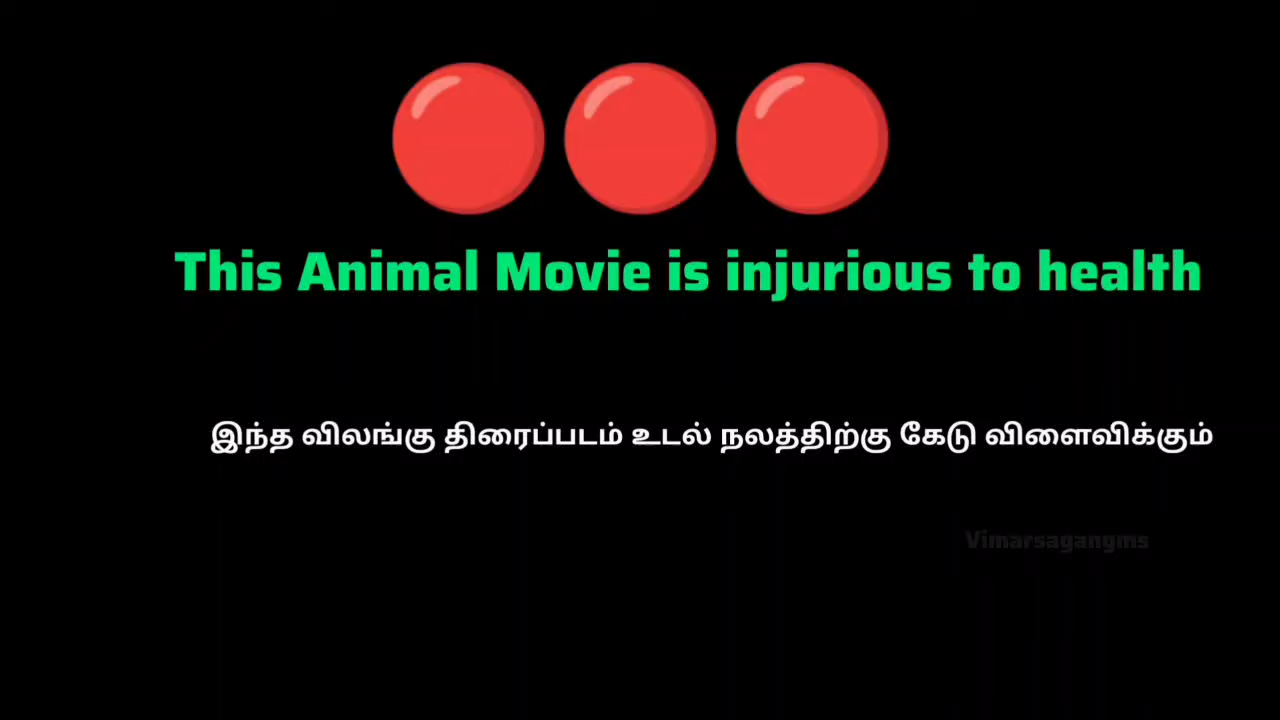 This Animal Movie is injurious to health
இந்த விலங்கு திரைப்படம் உடல் நலத்திற்கு கேடு விளைவிக்கும்
Vimarsagangms